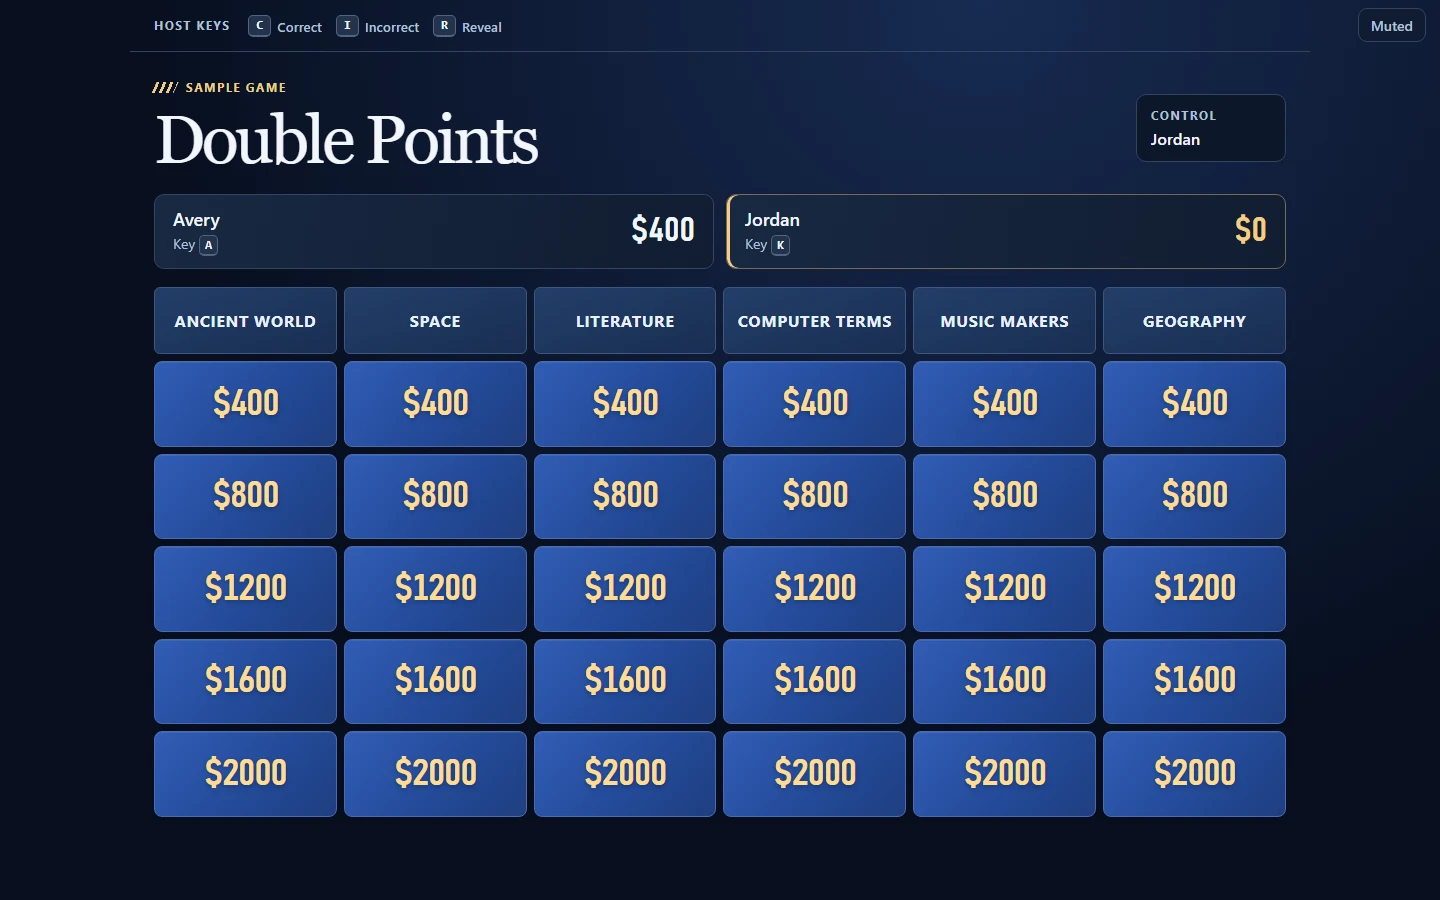 HOST KEYS C Correct I Incorrect R Reveal
Muted
SAMPLE GAME
Double Points
CONTROL
Jordan
Avery
Key A
$400
Jordan
Key K
$0
ANCIENT WORLD SPACE LITERATURE COMPUTER TERMS MUSIC MAKERS GEOGRAPHY
$400 $400 $400 $400 $400 $400
$800 $800 $800 $800 $800 $800
$1200 $1200 $1200 $1200 $1200 $1200
$1600 $1600 $1600 $1600 $1600 $1600
$2000 $2000 $2000 $2000 $2000 $2000